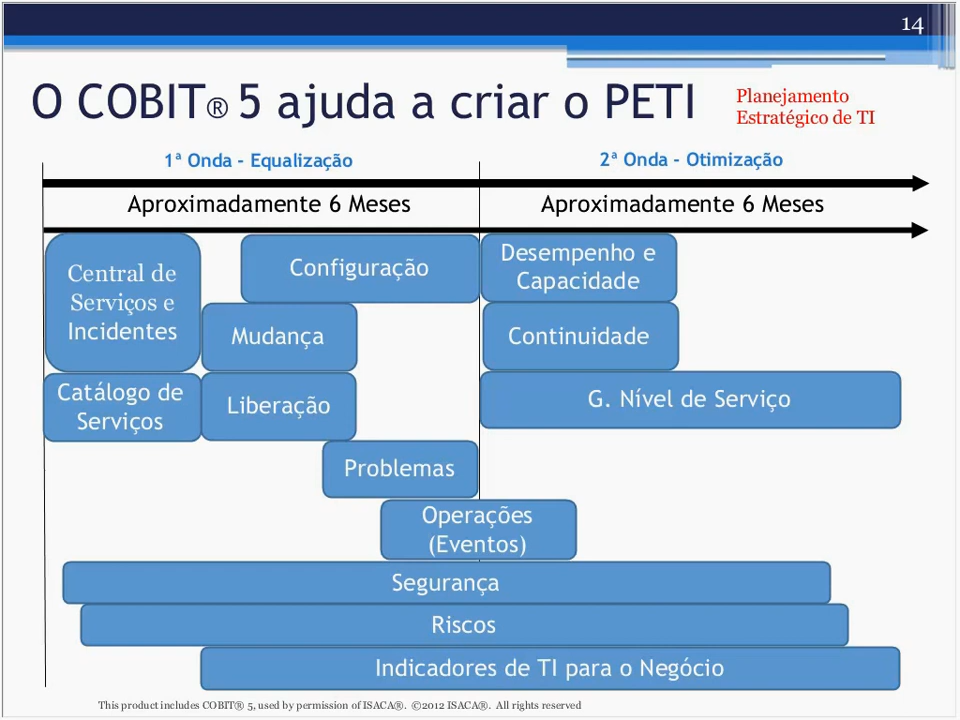 14
O COBIT® 5 ajuda a criar o PETI
Planejamento
Estratégico de TI
1ª Onda - Equalização
2ª Onda - Otimização
Aproximadamente 6 Meses
Aproximadamente 6 Meses
Central de
Serviços e
Incidentes
Configuração
Desempenho e
Capacidade
Mudança
Continuidade
Catálogo de
Serviços
Liberação
G. Nível de Serviço
Problemas
Operações
(Eventos)
Segurança
Riscos
Indicadores de TI para o Negócio
This product includes COBIT® 5, used by permission of ISACA®. ©2012 ISACA®. All rights reserved